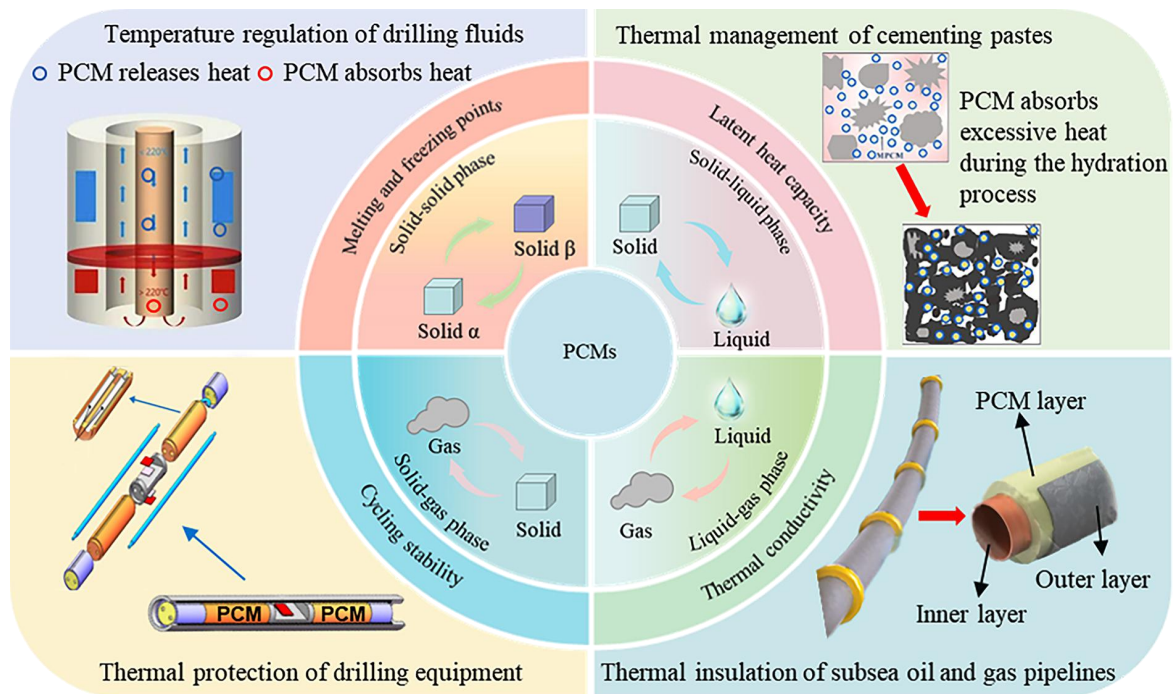 Temperature regulation of drilling fluids
PCM releases heat
PCM absorbs heat
< 220℃
> 220℃
Thermal management of cementing pastes
MPCM
PCM absorbs
excessive heat
during the hydration
process
Melting and freezing points
Solid-solid phase
Solid β
Solid α
Latent heat capacity
Solid-liquid phase
Solid
Liquid
PCMs
Gas
Solid
Solid-gas phase
Cycling stability
Liquid
Gas
Liquid-gas phase
Thermal conductivity
PCM
PCM
Thermal protection of drilling equipment
PCM layer
Outer layer
Inner layer
Thermal insulation of subsea oil and gas pipelines